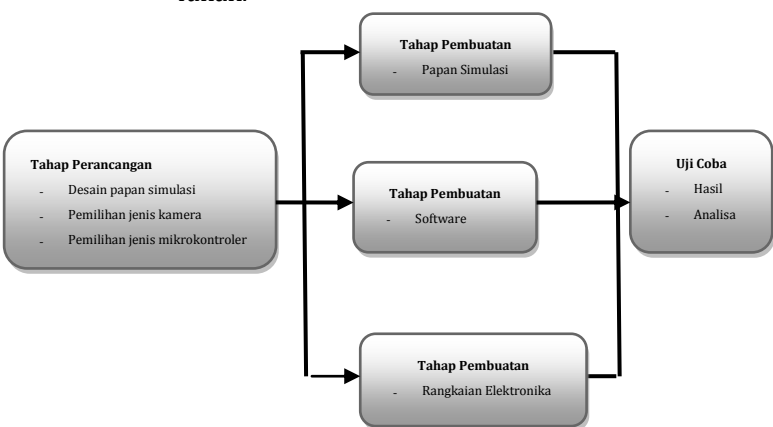 Tahap Perancangan
- Desain papan simulasi
- Pemilihan jenis kamera
- Pemilihan jenis mikrokontroler
Tahap Pembuatan
- Papan Simulasi
Tahap Pembuatan
- Software
Tahap Pembuatan
- Rangkaian Elektronika
Uji Coba
- Hasil
- Analisa